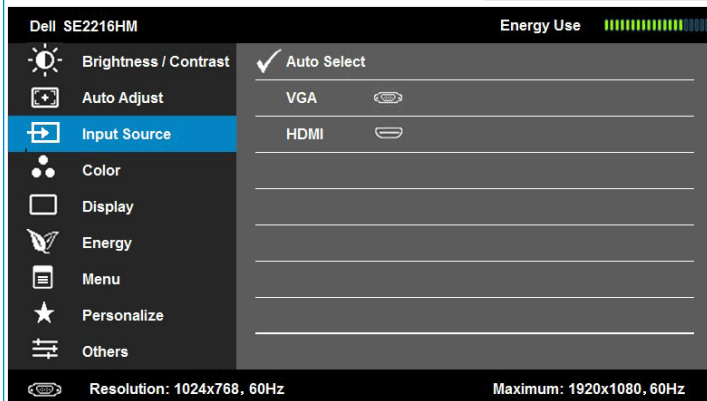 Dell SE2216HM Energy Use
Brightness / Contrast Auto Select
Auto Adjust VGA
Input Source HDMI
Color
Display
Energy
Menu
Personalize
Others
Resolution: 1024x768, 60Hz Maximum: 1920x1080, 60Hz